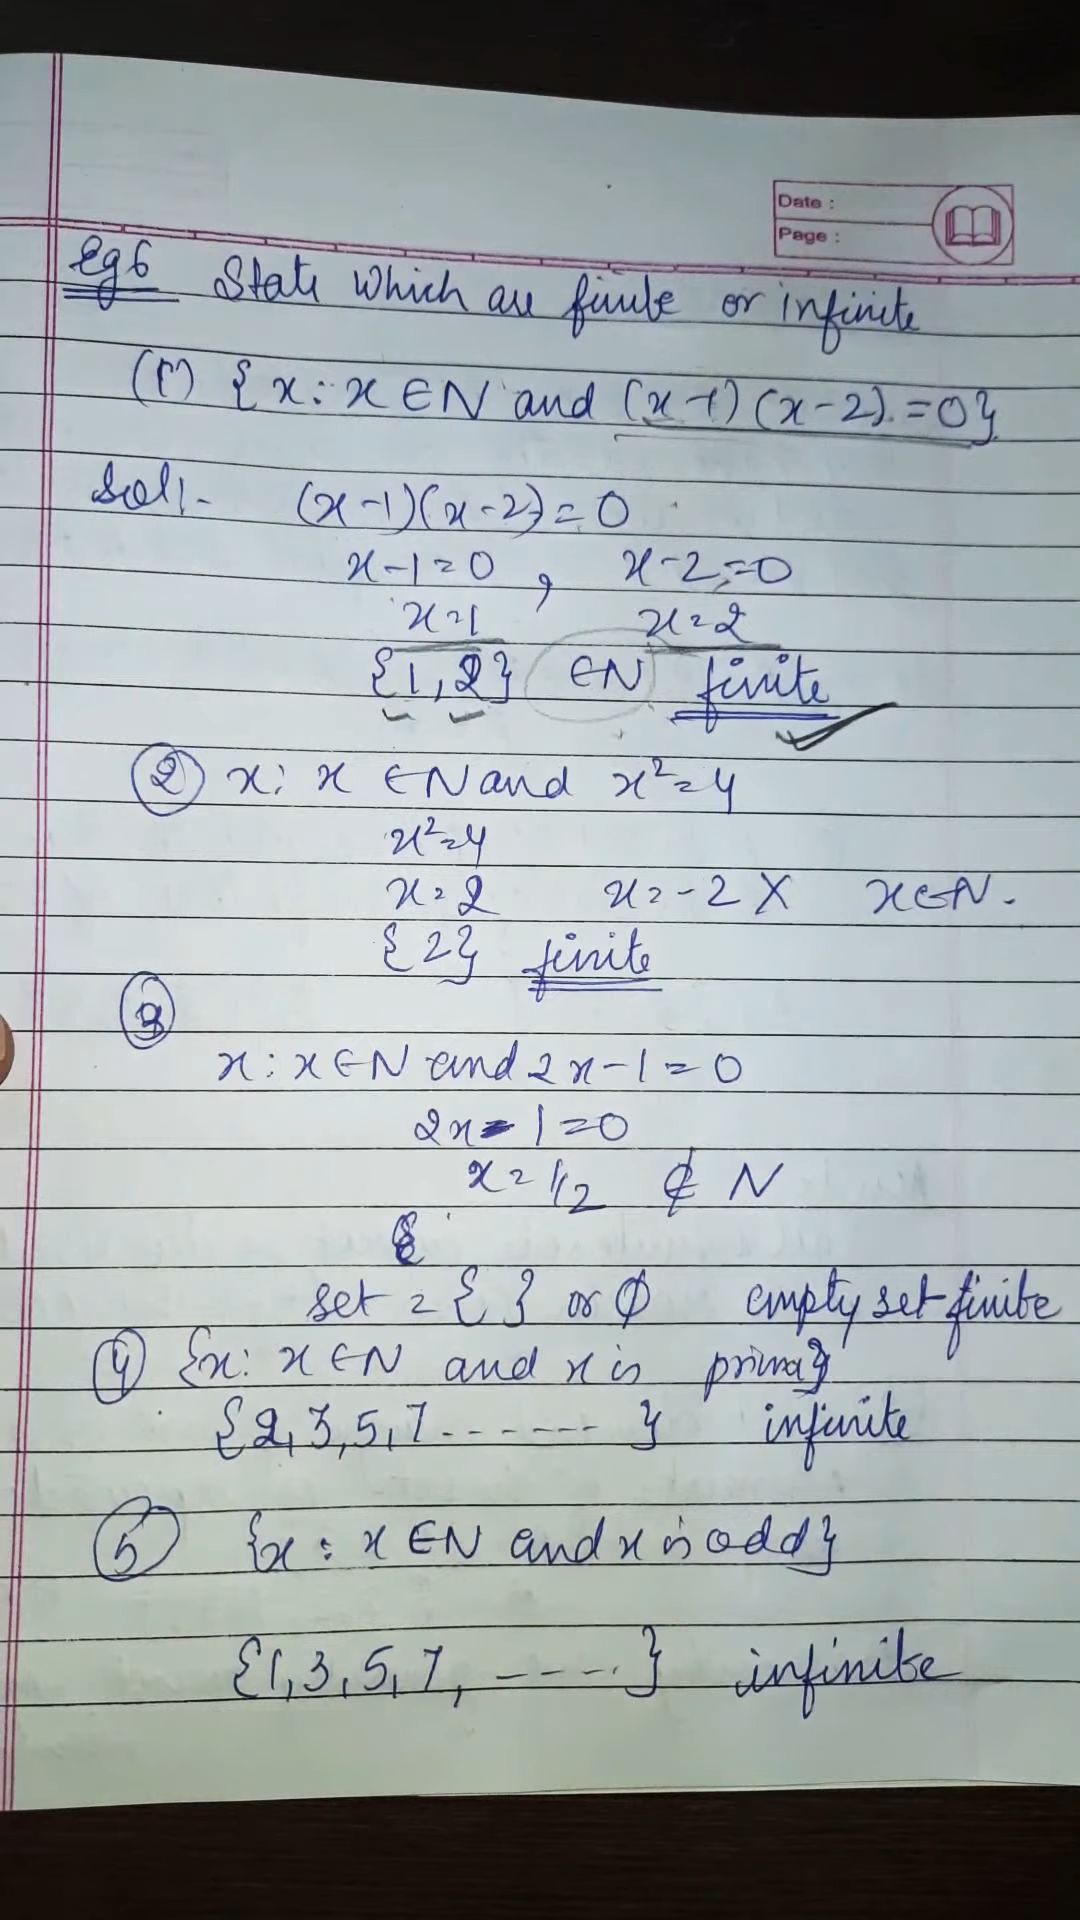 Date :
Page :
Eg 6 State which are finite or infinite
(1) { x : x ∈ N and (x-1) (x-2) = 0}
Sol:- (x-1)(x-2) = 0
x-1=0 , x-2=0
x=1 x=2
{1, 2} ∈N finite
② x : x ∈ N and x²=4
x²=4
x=2 x=-2 X x∈N.
{2} finite
③
x : x ∈ N and 2x-1=0
2x-1=0
x=1/2 ∉ N
set = { } or ϕ empty set finite
④ {x : x ∈ N and x is prime}
{2,3,5,7 ------- } infinite
⑤ {x : x ∈ N and x is odd}
{1,3,5,7, ----. } infinite